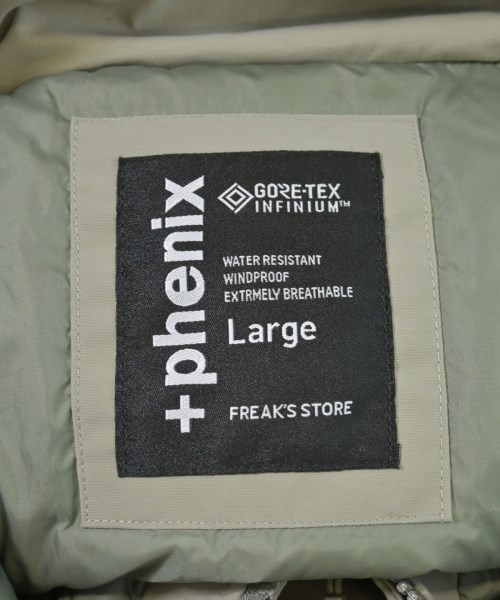 +phenix
GORE-TEX
INFINIUM™
WATER RESISTANT
WINDPROOF
EXTRMELY BREATHABLE
Large
FREAK'S STORE